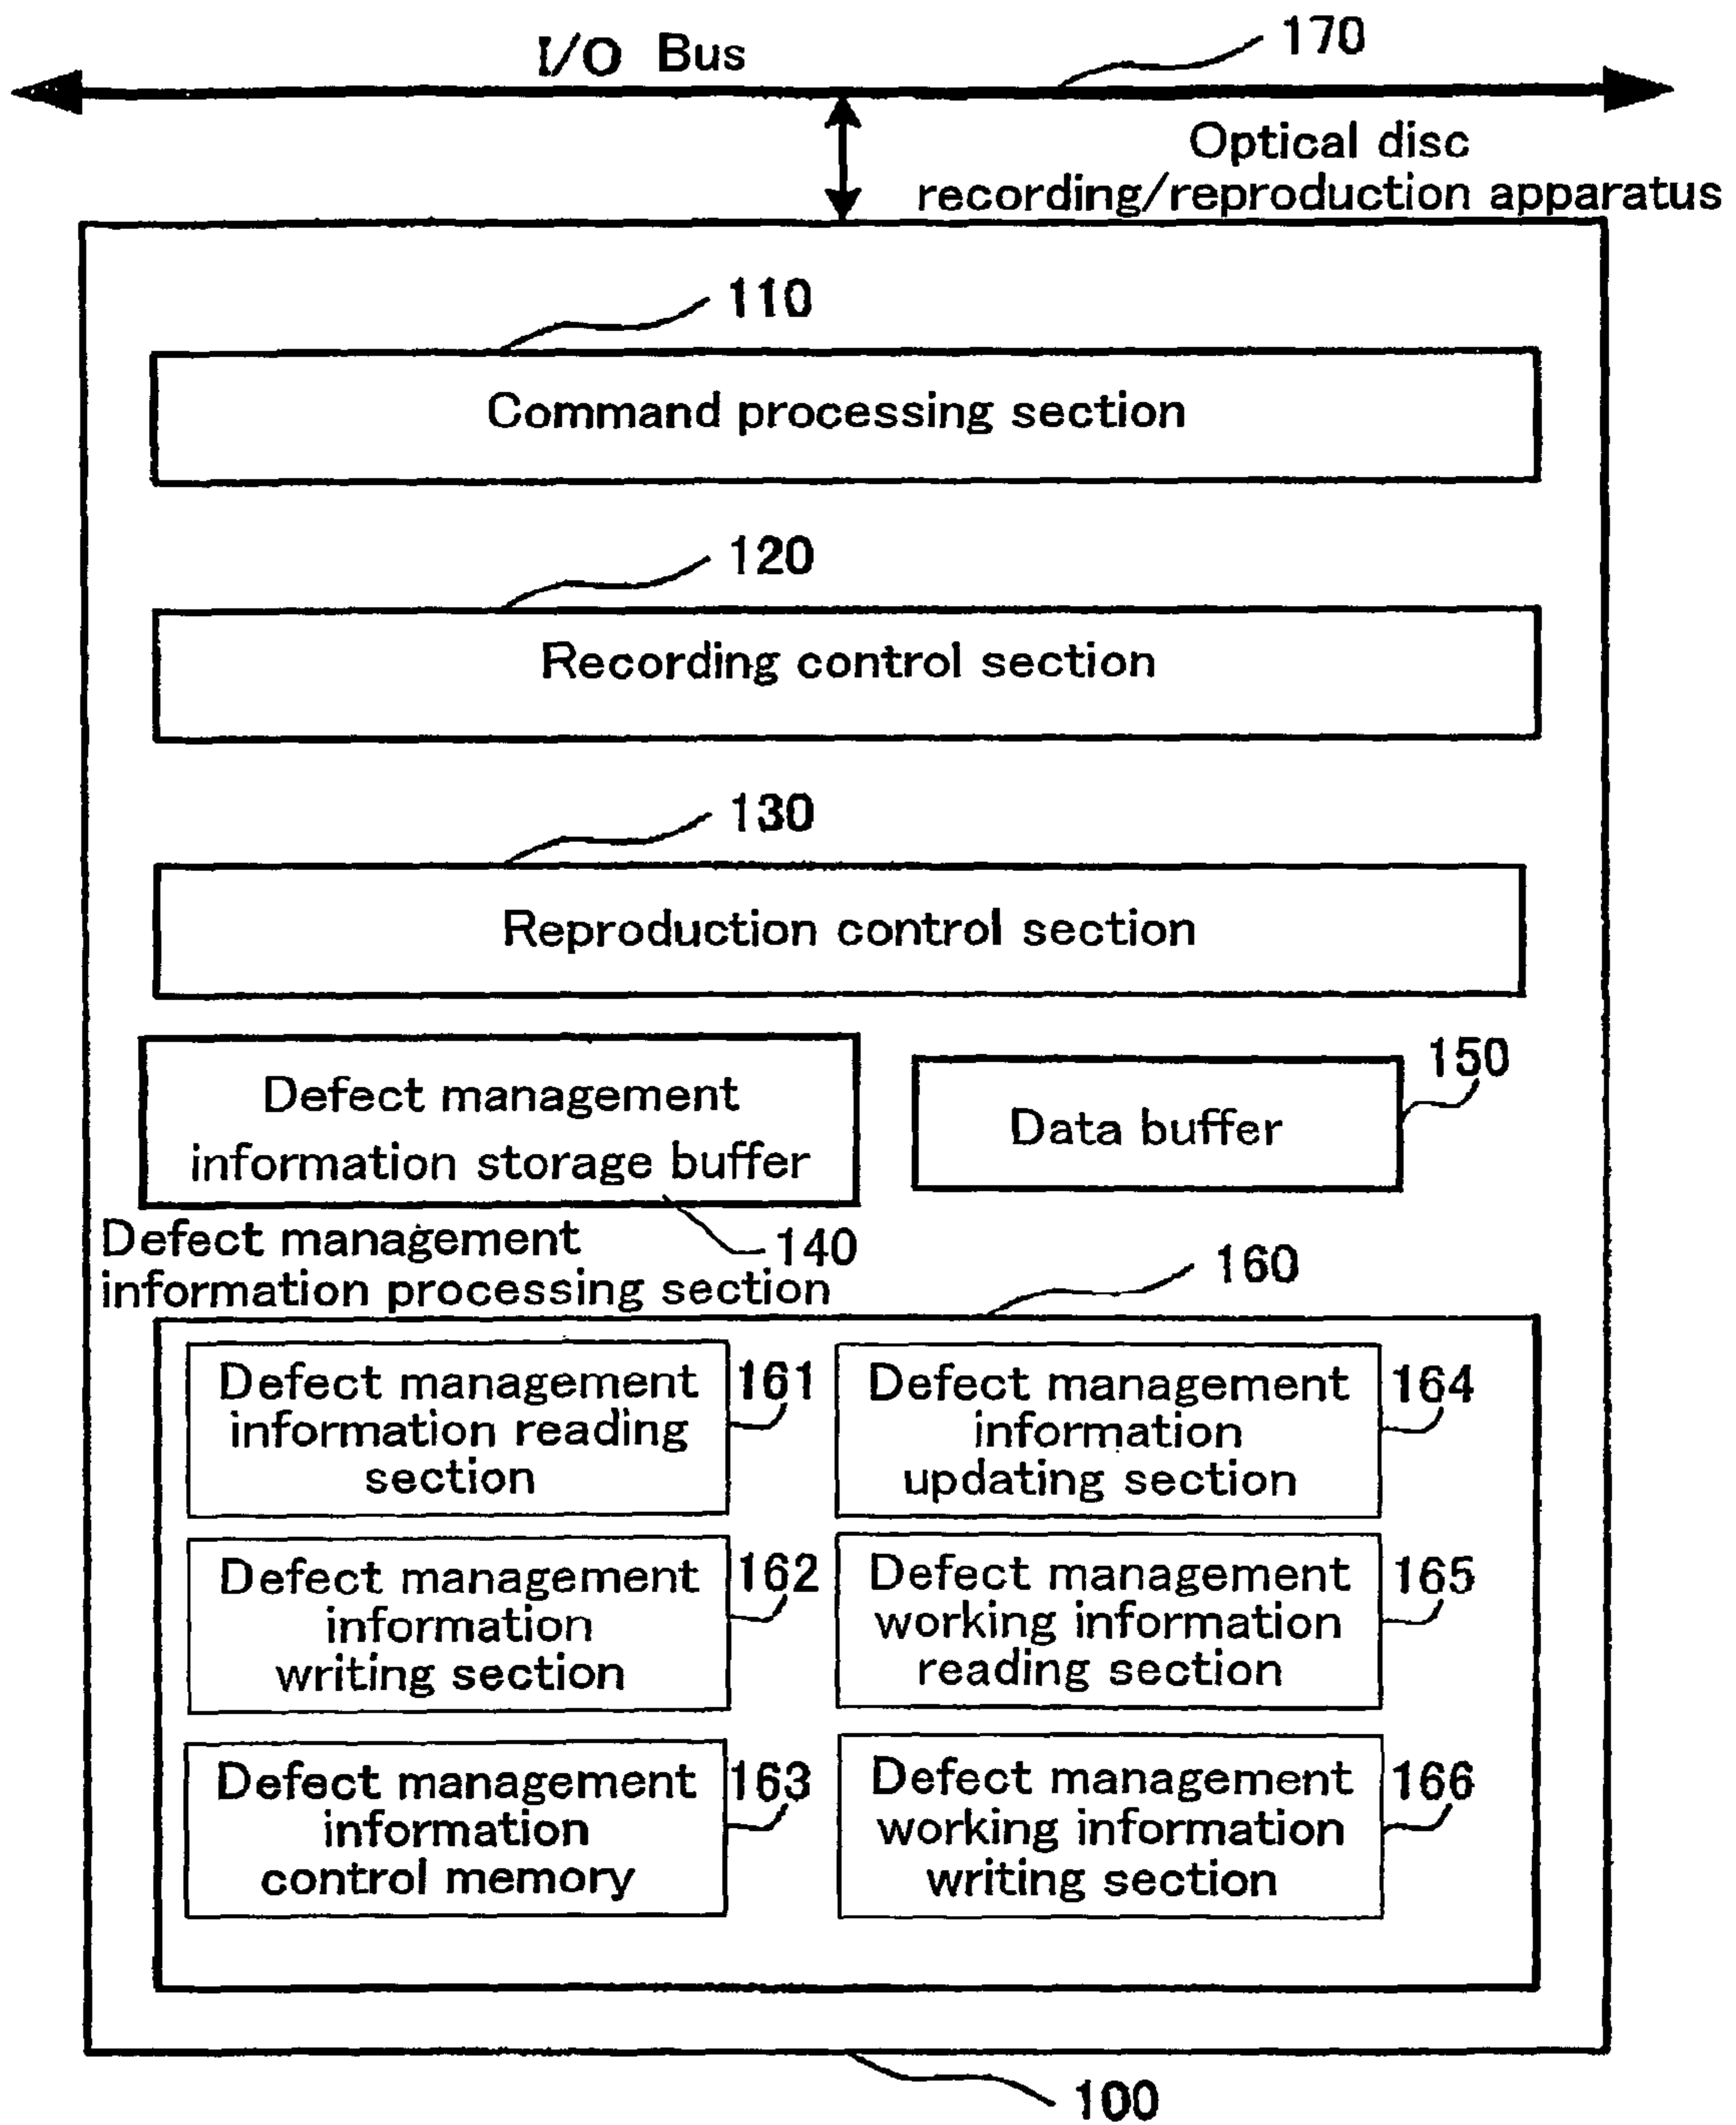 I/O Bus
170
Optical disc
recording/reproduction apparatus
110
Command processing section
120
Recording control section
130
Reproduction control section
Defect management
information storage buffer
140
Data buffer
150
Defect management
information processing section
160
Defect management
information reading
section
161
Defect management
information
updating section
164
Defect management
information
writing section
162
Defect management
working information
reading section
165
Defect management
information
control memory
163
Defect management
working information
writing section
166
100